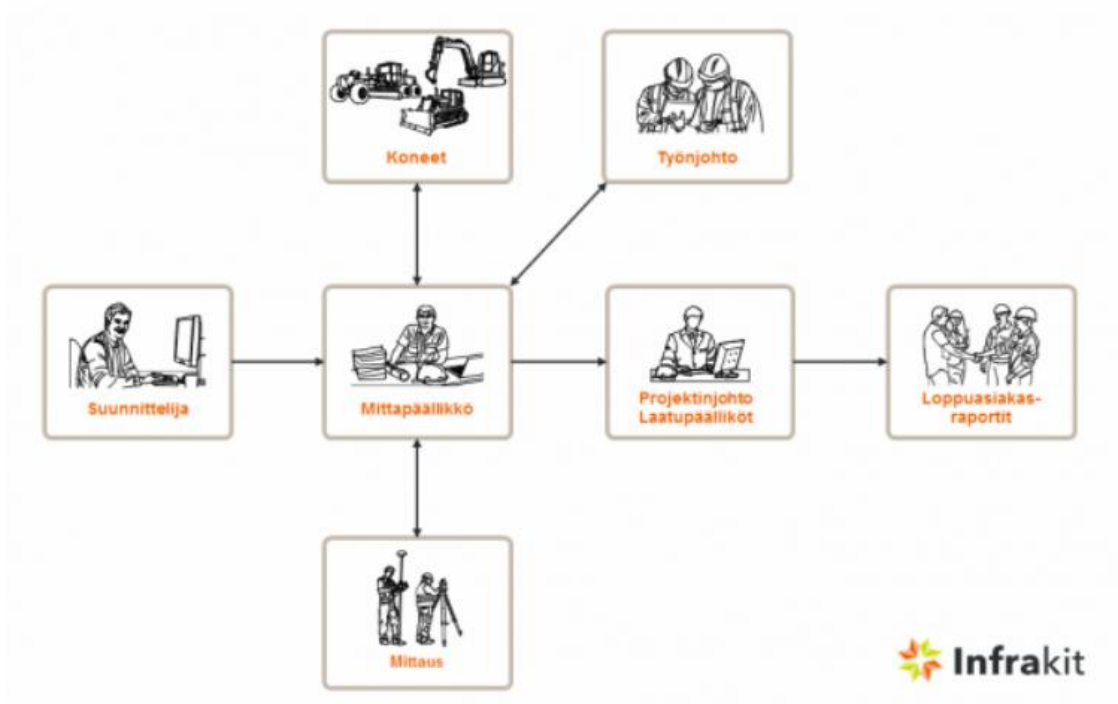 Koneet
Työnjohto
Suunnittelija
Mittapäällikkö
Projektinjohto
Laatupäälliköt
Loppuasiakas-
raportit
Mittaus
Infrakit